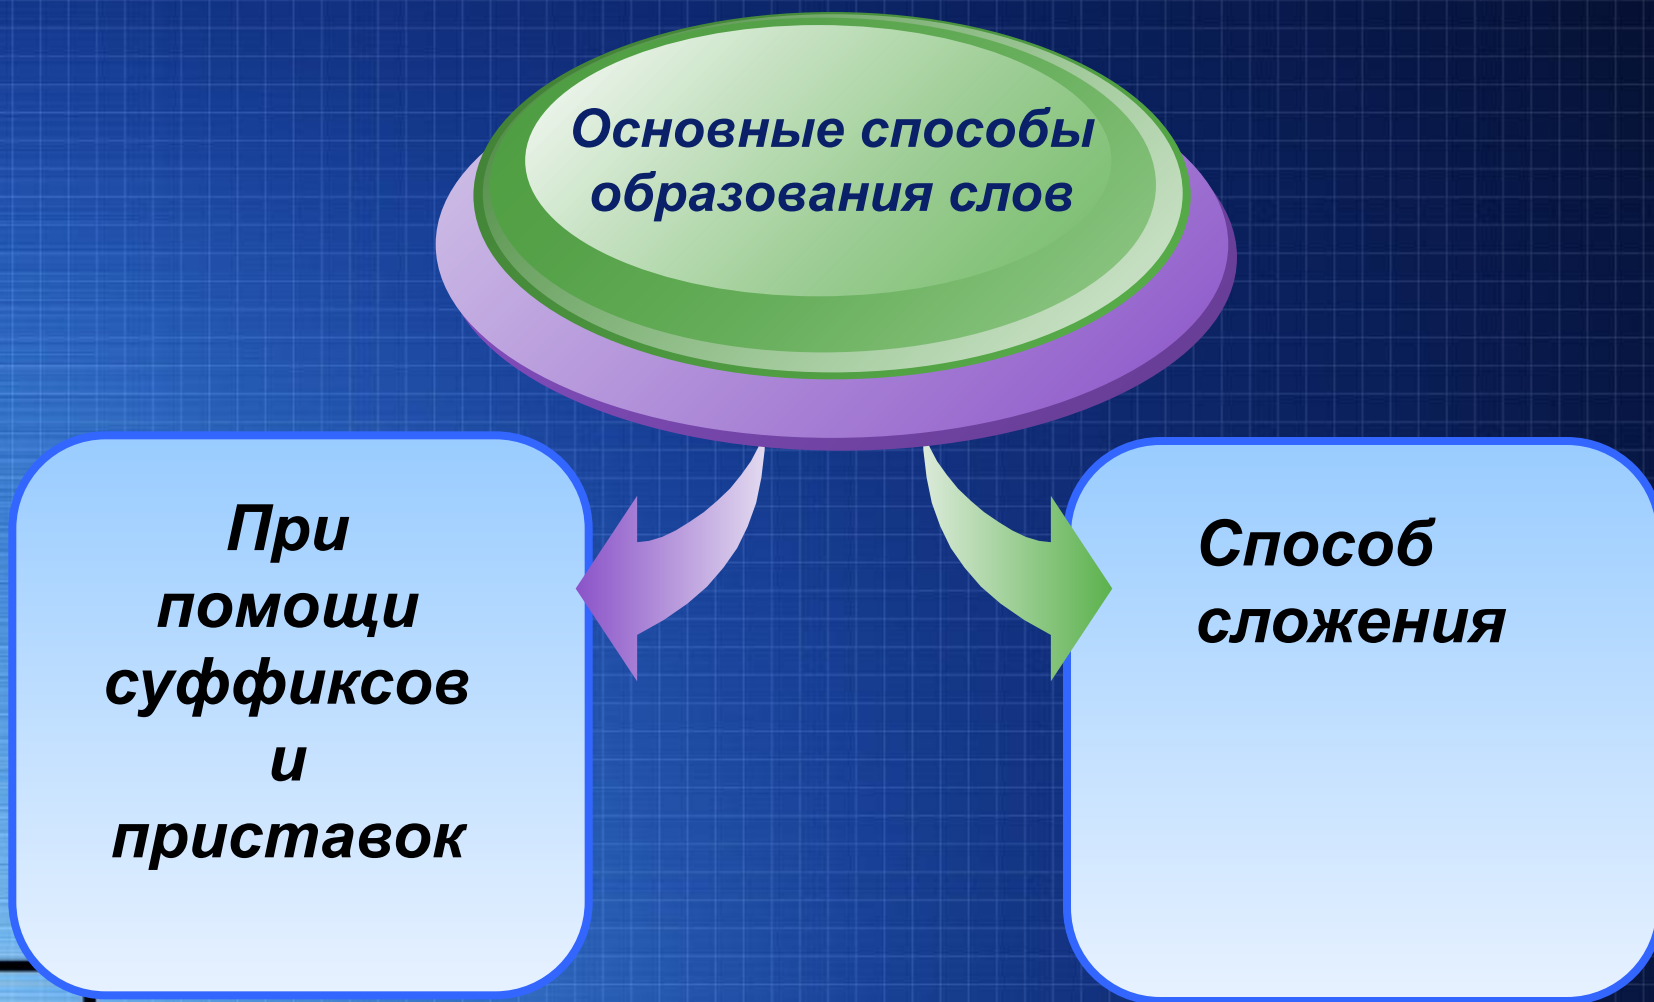 Основные способы
образования слов
При
помощи
суффиксов
и
приставок
Способ
сложения